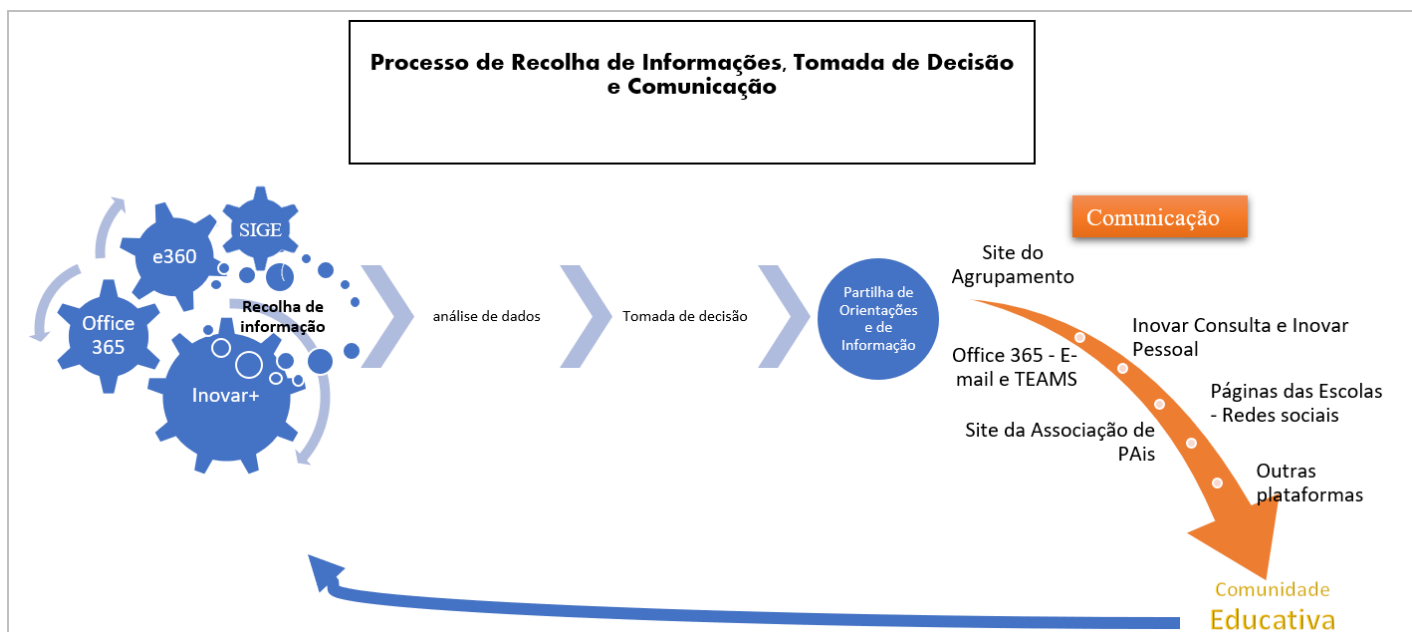 Processo de Recolha de Informações, Tomada de Decisão
e Comunicação
SIGE
e360
Office
365
Recolha de
informação
Inovar+
análise de dados
Tomada de decisão
Partilha de
Orientações
e de
Informação
Comunicação
Site do
Agrupamento
Inovar Consulta e Inovar
Pessoal
Office 365 - E-
mail e TEAMS
Páginas das Escolas
- Redes sociais
Site da Associação de
PAis
Outras
plataformas
Comunidade
Educativa